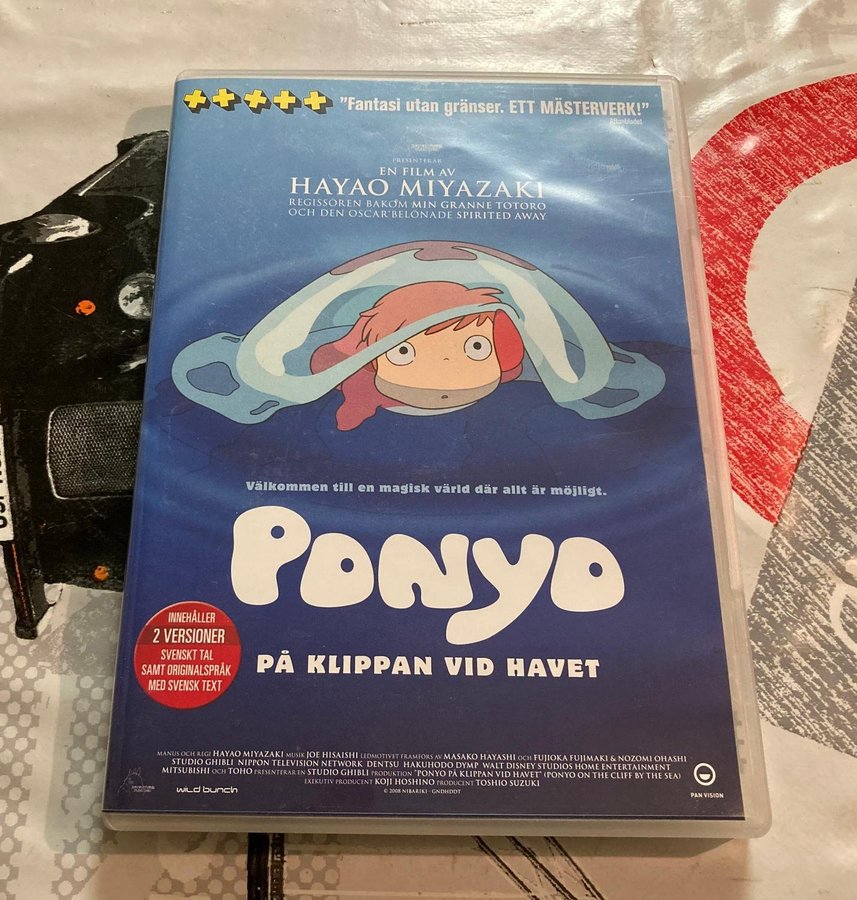 "Fantasi utan gränser. ETT MÄSTERVERK!"
Aftonbladet
PRESENTERAR
EN FILM AV
HAYAO MIYAZAKI
REGISSÖREN BAKOM MIN GRANNE TOTORO
OCH DEN OSCAR®BELÖNADE SPIRITED AWAY
Välkommen till en magisk värld där allt är möjligt.
PONYO
PÅ KLIPPAN VID HAVET
INNEHÅLLER
2 VERSIONER
SVENSKT TAL
SAMT ORIGINALSPRÅK
MED SVENSK TEXT
MANUS OCH REGI HAYAO MIYAZAKI MUSIK JOE HISAISHI LEDMOTIVET FRAMFÖRS AV MASAKO HAYASHI OCH FUJIOKA FUJIMAKI & NOZOMI OHASHI
STUDIO GHIBLI NIPPON TELEVISION NETWORK DENTSU HAKUHODO DYMP WALT DISNEY STUDIOS HOME ENTERTAINMENT
MITSUBISHI OCH TOHO PRESENTERAR EN STUDIO GHIBLI PRODUKTION "PONYO PÅ KLIPPAN VID HAVET" (PONYO ON THE CLIFF BY THE SEA)
EXEKUTIV PRODUCENT KOJI HOSHINO PRODUCENT TOSHIO SUZUKI
© 2008 NIBARIKI - GNDHDDT
wild bunch
PAN VISION